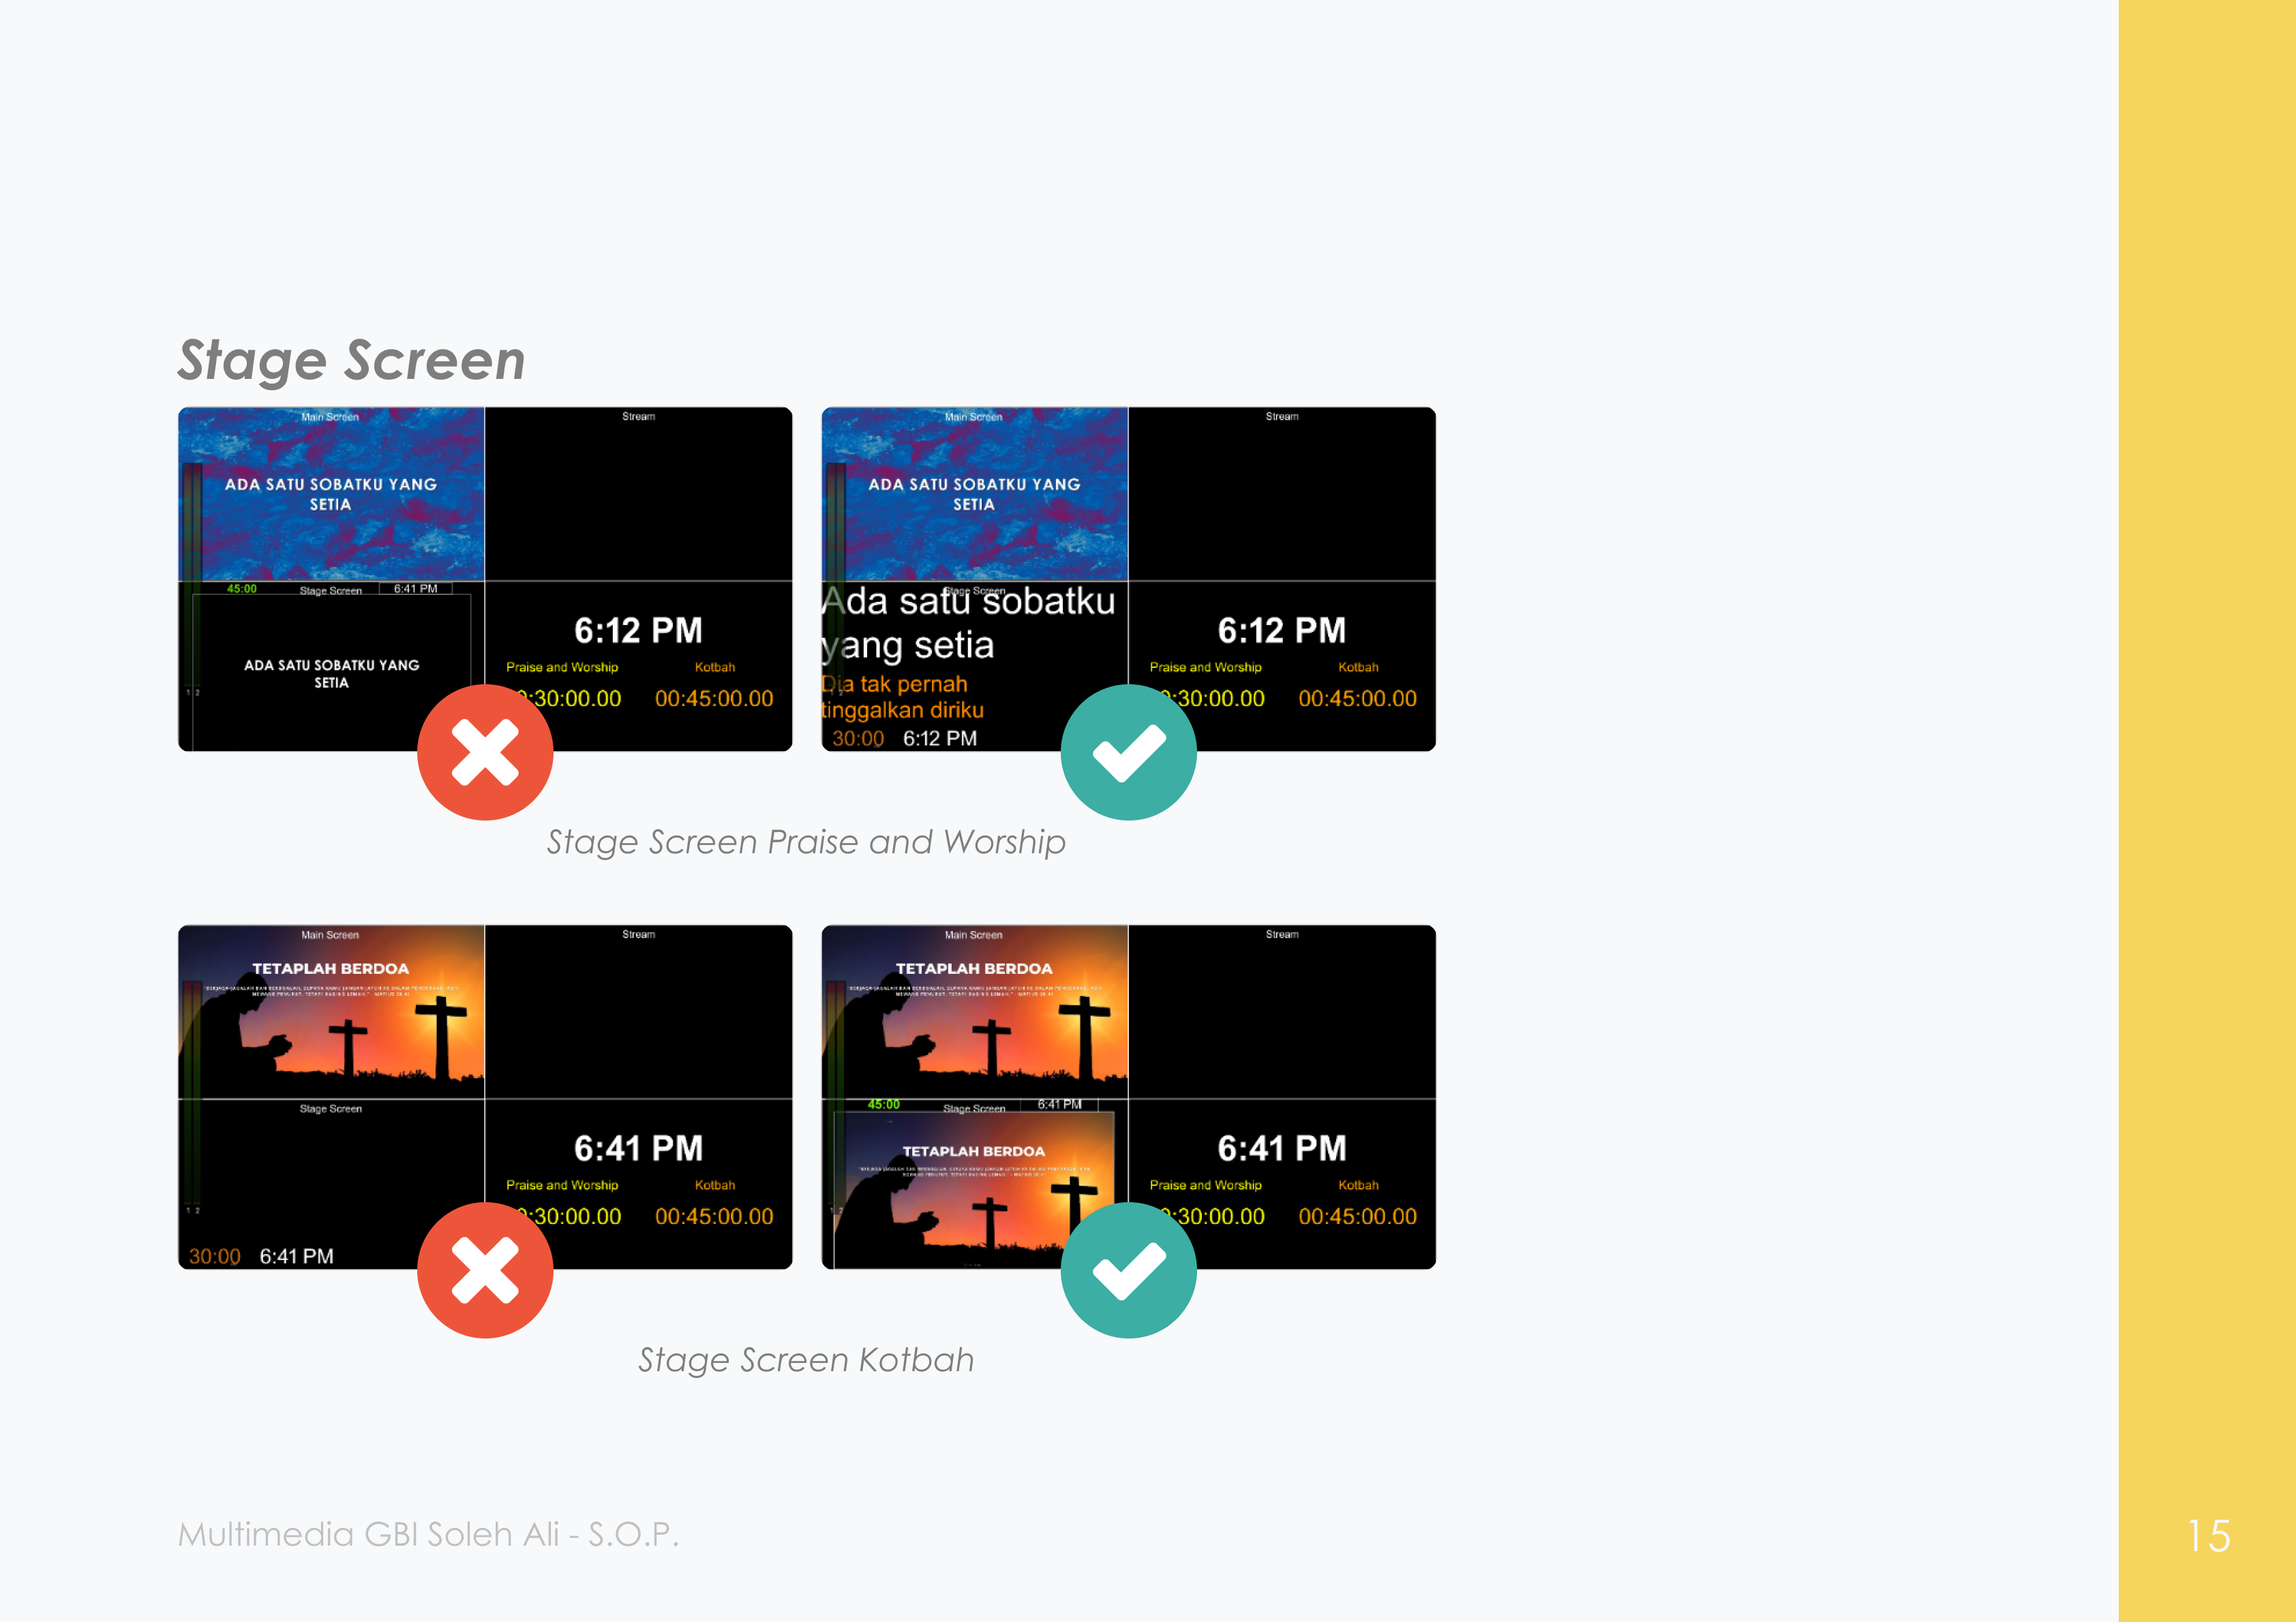 Stage Screen
Main Screen
Stream
ADA SATU SOBATKU YANG
SETIA
45:00
Stage Screen
6:41 PM
ADA SATU SOBATKU YANG
SETIA
1 2
6:12 PM
Praise and Worship
Kotbah
:30:00.00
00:45:00.00
Main Screen
Stream
ADA SATU SOBATKU YANG
SETIA
Stage Screen
Ada satu sobatku
yang setia
Dia tak pernah
tinggalkan diriku
30:00 6:12 PM
6:12 PM
Praise and Worship
Kotbah
:30:00.00
00:45:00.00
Stage Screen Praise and Worship
Main Screen
Stream
TETAPLAH BERDOA
Stage Screen
1 2
30:00 6:41 PM
6:41 PM
Praise and Worship
Kotbah
:30:00.00
00:45:00.00
Main Screen
Stream
TETAPLAH BERDOA
45:00
Stage Screen
6:41 PM
TETAPLAH BERDOA
6:41 PM
Praise and Worship
Kotbah
:30:00.00
00:45:00.00
Stage Screen Kotbah
Multimedia GBI Soleh Ali - S.O.P.
15